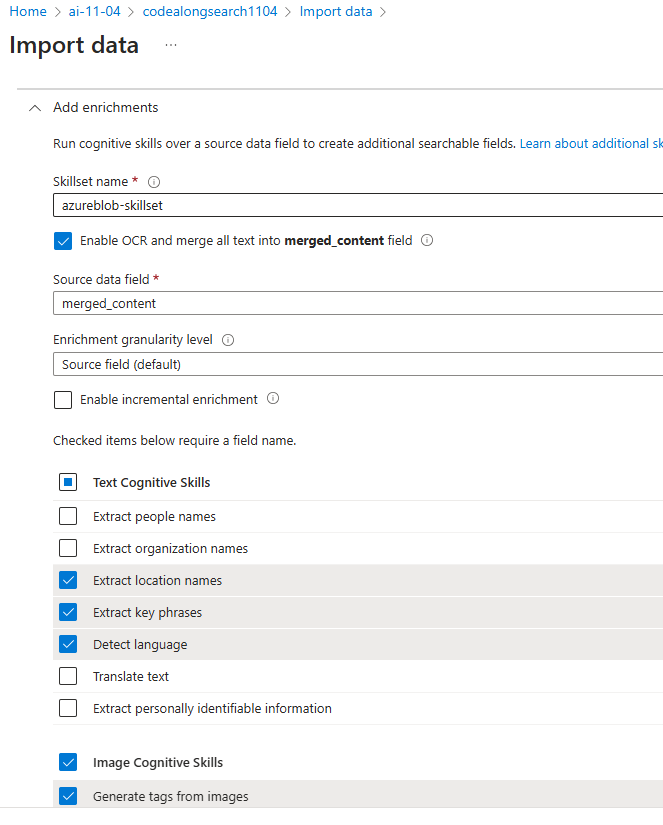 Home > ai-11-04 > codealongsearch1104 > Import data >
Import data ...
Add enrichments
Run cognitive skills over a source data field to create additional searchable fields. Learn about additional sk
Skillset name *
azureblob-skillset
Enable OCR and merge all text into merged_content field
Source data field *
merged_content
Enrichment granularity level
Source field (default)
Enable incremental enrichment
Checked items below require a field name.
Text Cognitive Skills
Extract people names
Extract organization names
Extract location names
Extract key phrases
Detect language
Translate text
Extract personally identifiable information
Image Cognitive Skills
Generate tags from images